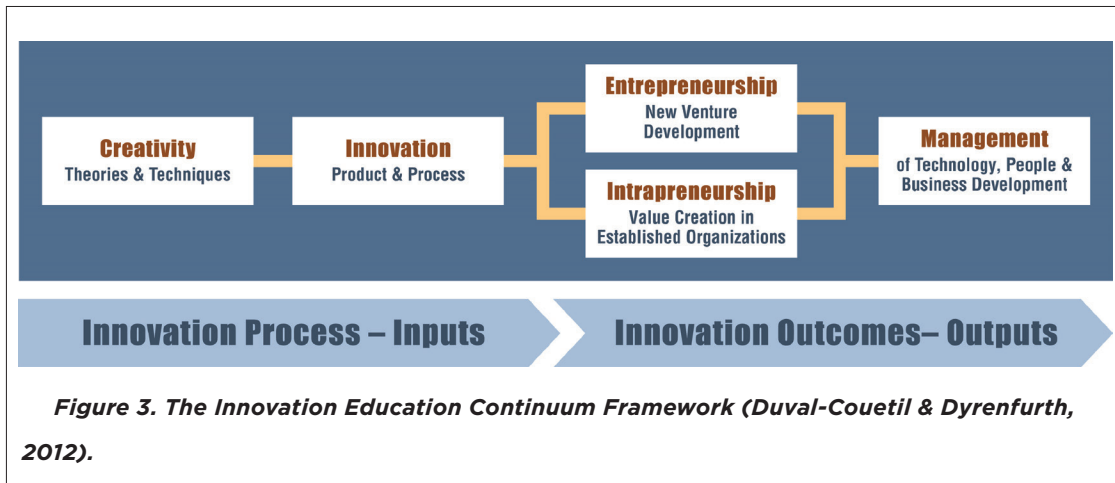 Creativity
Theories & Techniques
Innovation
Product & Process
Entrepreneurship
New Venture
Development
Intrapreneurship
Value Creation in
Established Organizations
Management
of Technology, People &
Business Development
Innovation Process – Inputs
Innovation Outcomes– Outputs
Figure 3. The Innovation Education Continuum Framework (Duval-Couetil & Dyrenfurth,
2012).